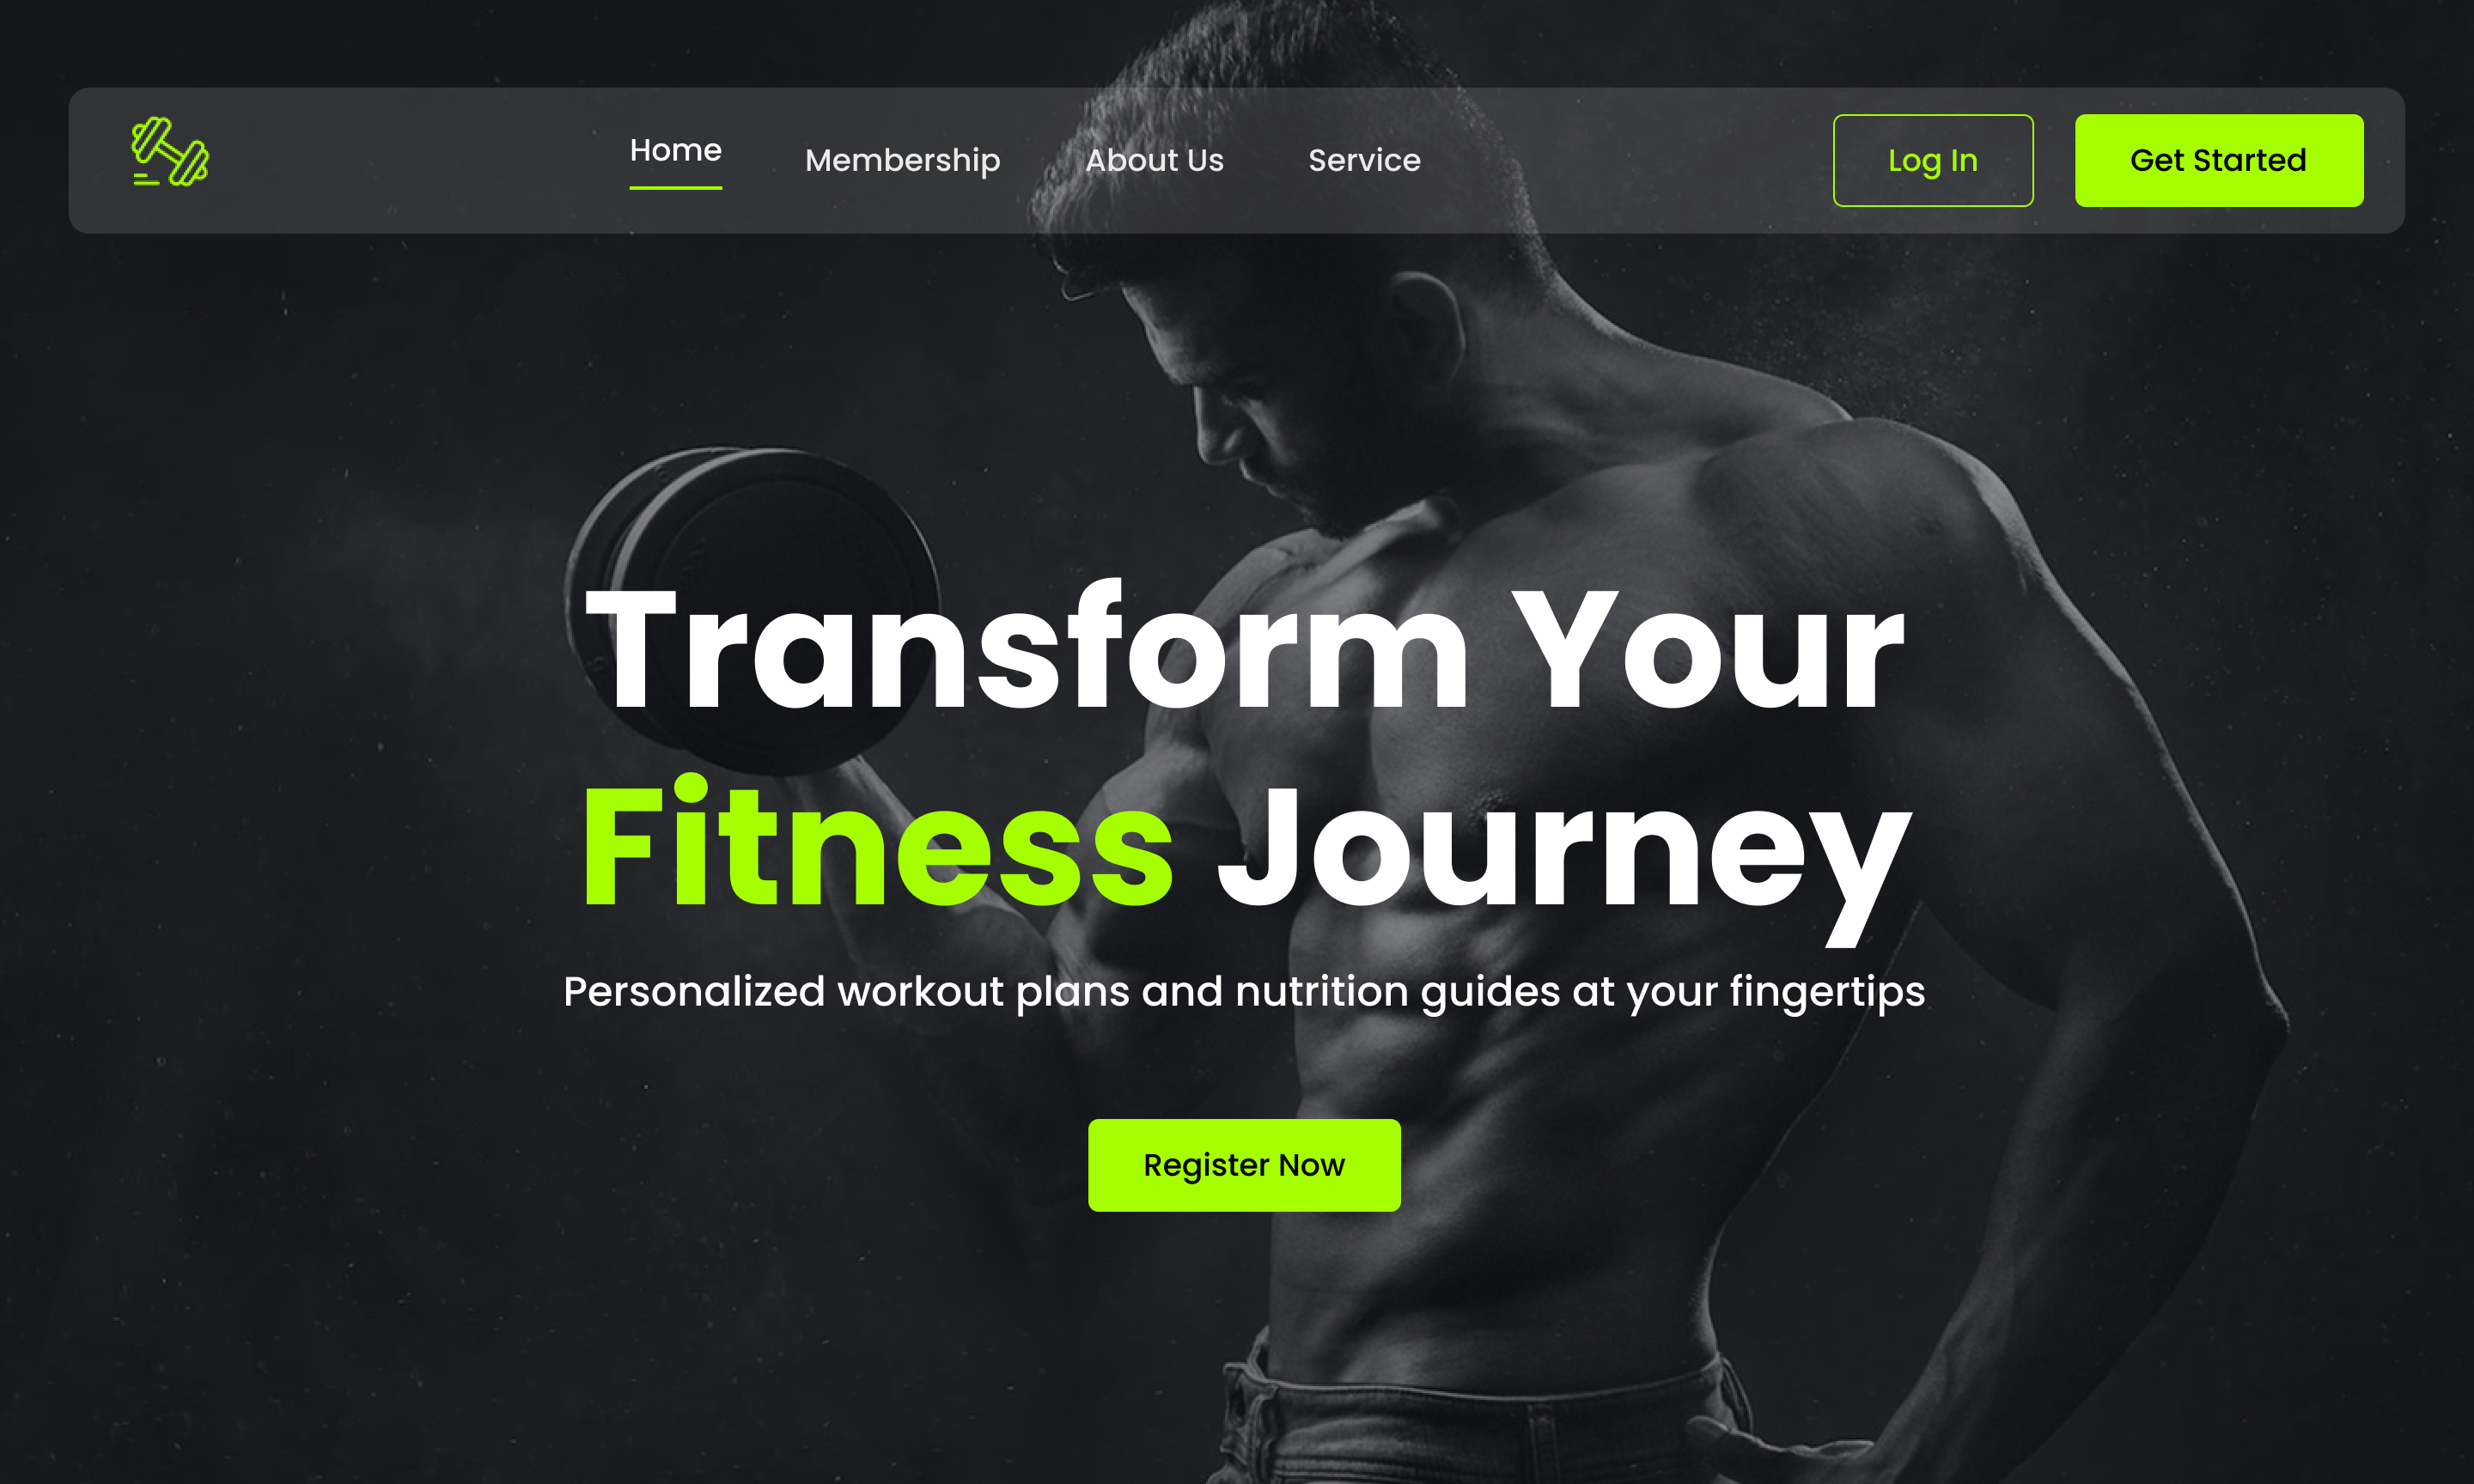 Home
Membership
About Us
Service
Log In
Get Started
Transform Your
Fitness Journey
Personalized workout plans and nutrition guides at your fingertips
Register Now